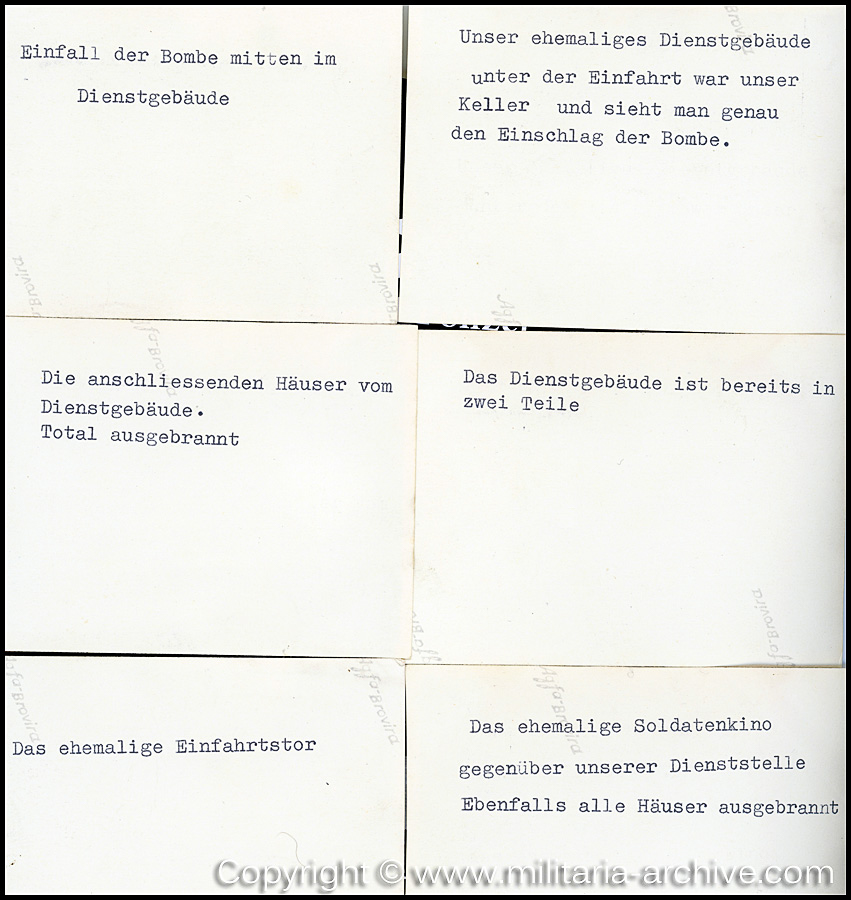 Einfall der Bombe mitten im
Dienstgebäude
Unser ehemaliges Dienstgebäude
unter der Einfahrt war unser
Keller und sieht man genau
den Einschlag der Bombe.
Die anschliessenden Häuser vom
Dienstgebäude.
Total ausgebrannt
Das Dienstgebäude ist bereits in
zwei Teile
Das ehemalige Einfahrtstor
Das ehemalige Soldatenkino
gegenüber unserer Dienststelle
Ebenfalls alle Häuser ausgebrannt
Agfa-Brovira
Copyright © www.militaria-archive.com